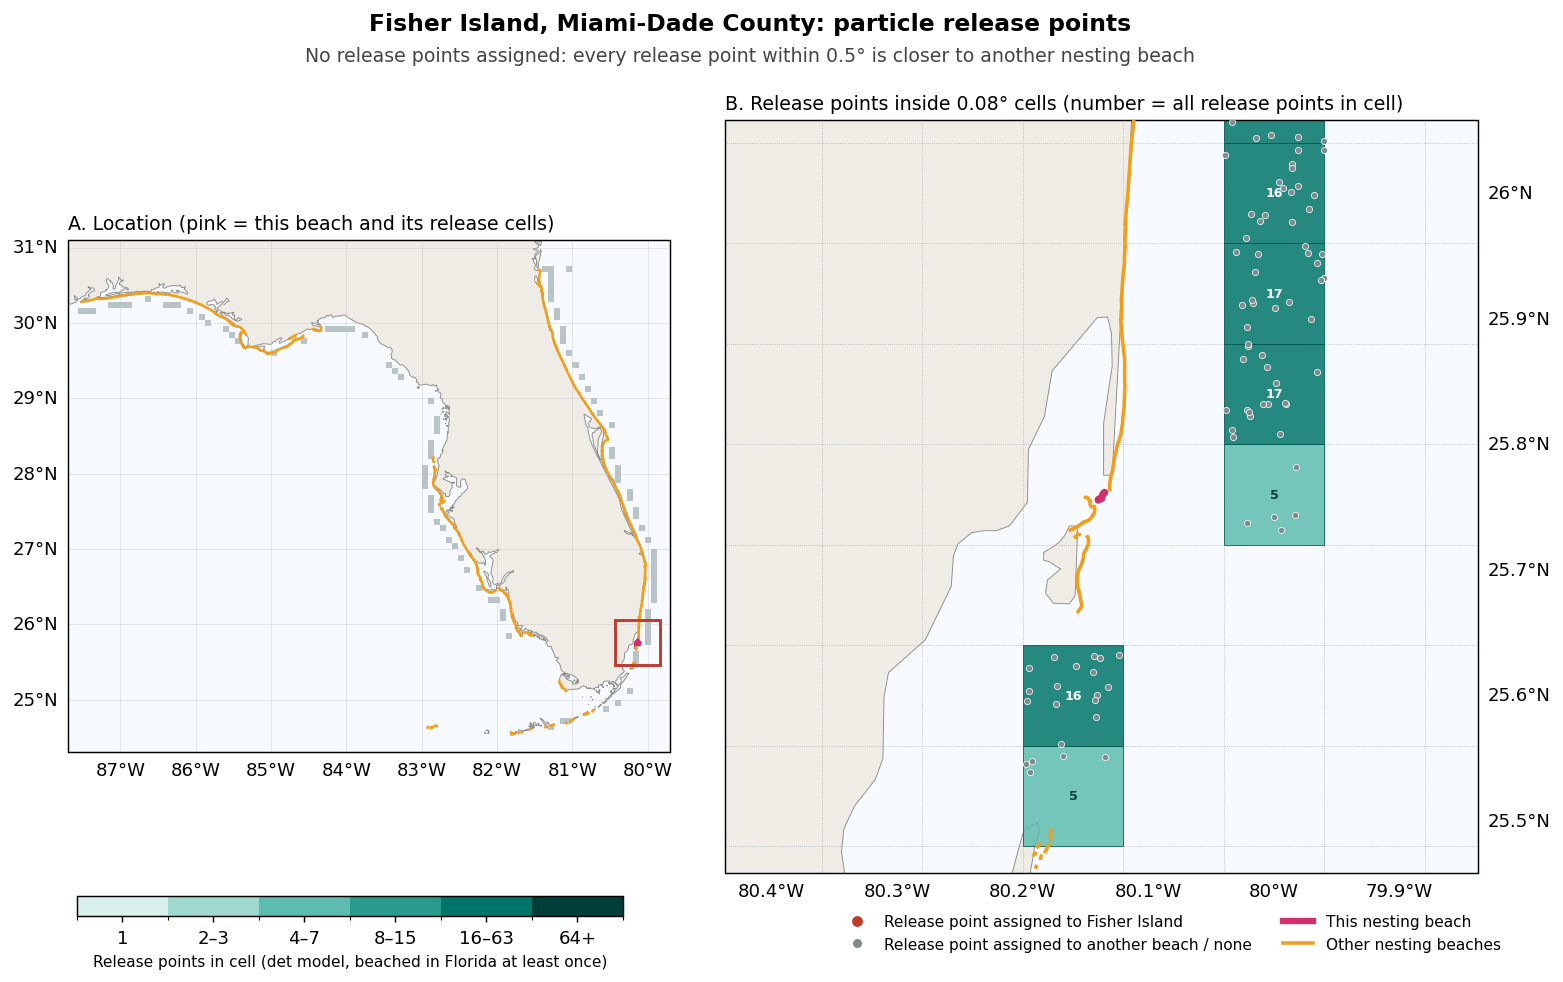 Fisher Island, Miami-Dade County: particle release points
No release points assigned: every release point within 0.5° is closer to another nesting beach
A. Location (pink = this beach and its release cells)
31°N
30°N
29°N
28°N
27°N
26°N
25°N
87°W 86°W 85°W 84°W 83°W 82°W 81°W 80°W
B. Release points inside 0.08° cells (number = all release points in cell)
16
17
17
5
16
5
26°N
25.9°N
25.8°N
25.7°N
25.6°N
25.5°N
80.4°W 80.3°W 80.2°W 80.1°W 80°W 79.9°W
1 2–3 4–7 8–15 16–63 64+
Release points in cell (det model, beached in Florida at least once)
Release point assigned to Fisher Island
Release point assigned to another beach / none
This nesting beach
Other nesting beaches